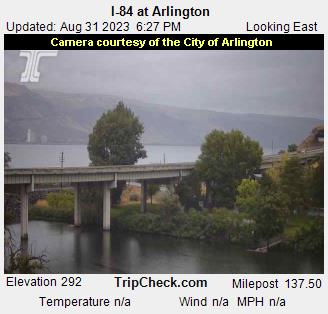 I-84 at Arlington
Updated: Aug 31 2023 6:27 PM Looking East
Camera courtesy of the City of Arlington
Elevation 292 TripCheck.com Milepost 137.50
Temperature n/a Wind n/a MPH n/a